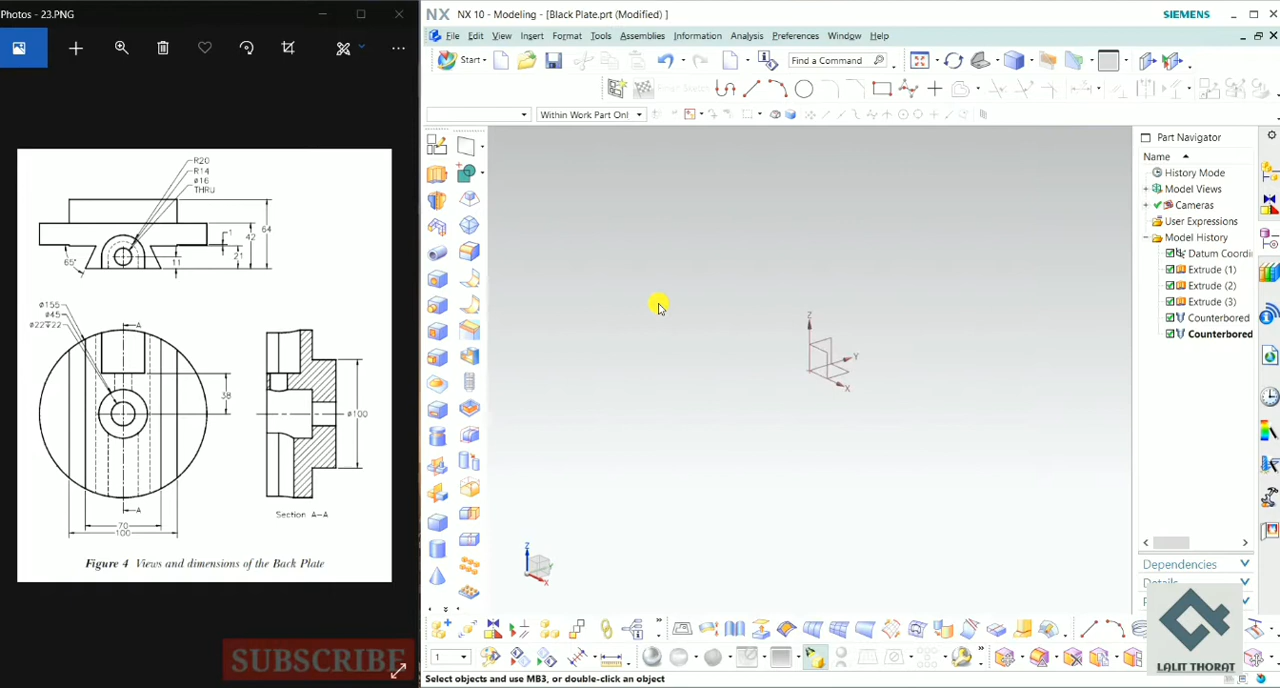 Photos - 23.PNG
NX
NX 10 - Modeling - [Black Plate.prt (Modified) ]
SIEMENS
File Edit View Insert Format Tools Assemblies Information Analysis Preferences Window Help
Start
Find a Command
Within Work Part Onl
Part Navigator
Name
History Mode
Model Views
Cameras
User Expressions
Model History
Datum Coordi
Extrude (1)
Extrude (2)
Extrude (3)
Counterbored
Counterbored
Dependencies
Details
R20
R14
ø16
THRU
1
42
64
21
11
65°
ø155
ø45
ø22∓22
A
38
ø100
A
70
100
Section A-A
Figure 4 Views and dimensions of the Back Plate
Z
Y
X
Z
X
SUBSCRIBE
LALIT THORAT
1
Select objects and use MB3, or double-click an object